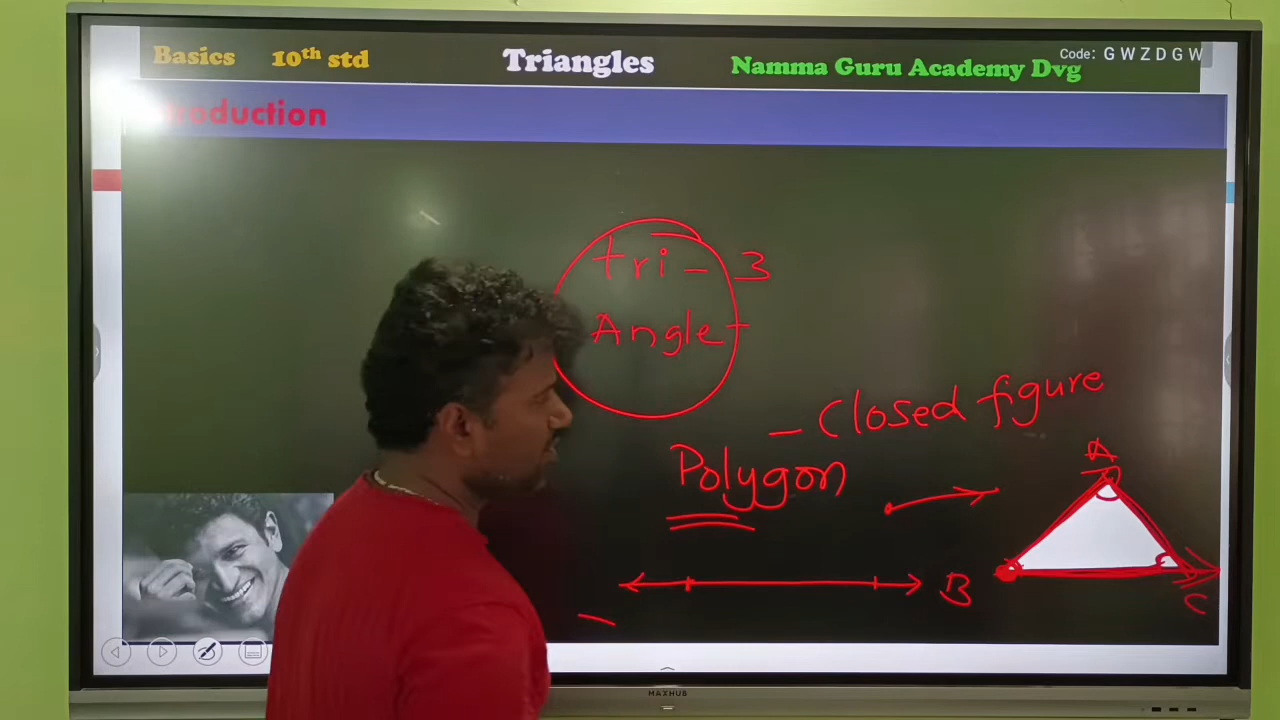 Basics 10th std Triangles Namma Guru Academy Dvg Code: G W Z D G W
roduction
tri - 3
Angle -
- Closed figure
Polygon
A
B
C
MAXHUB